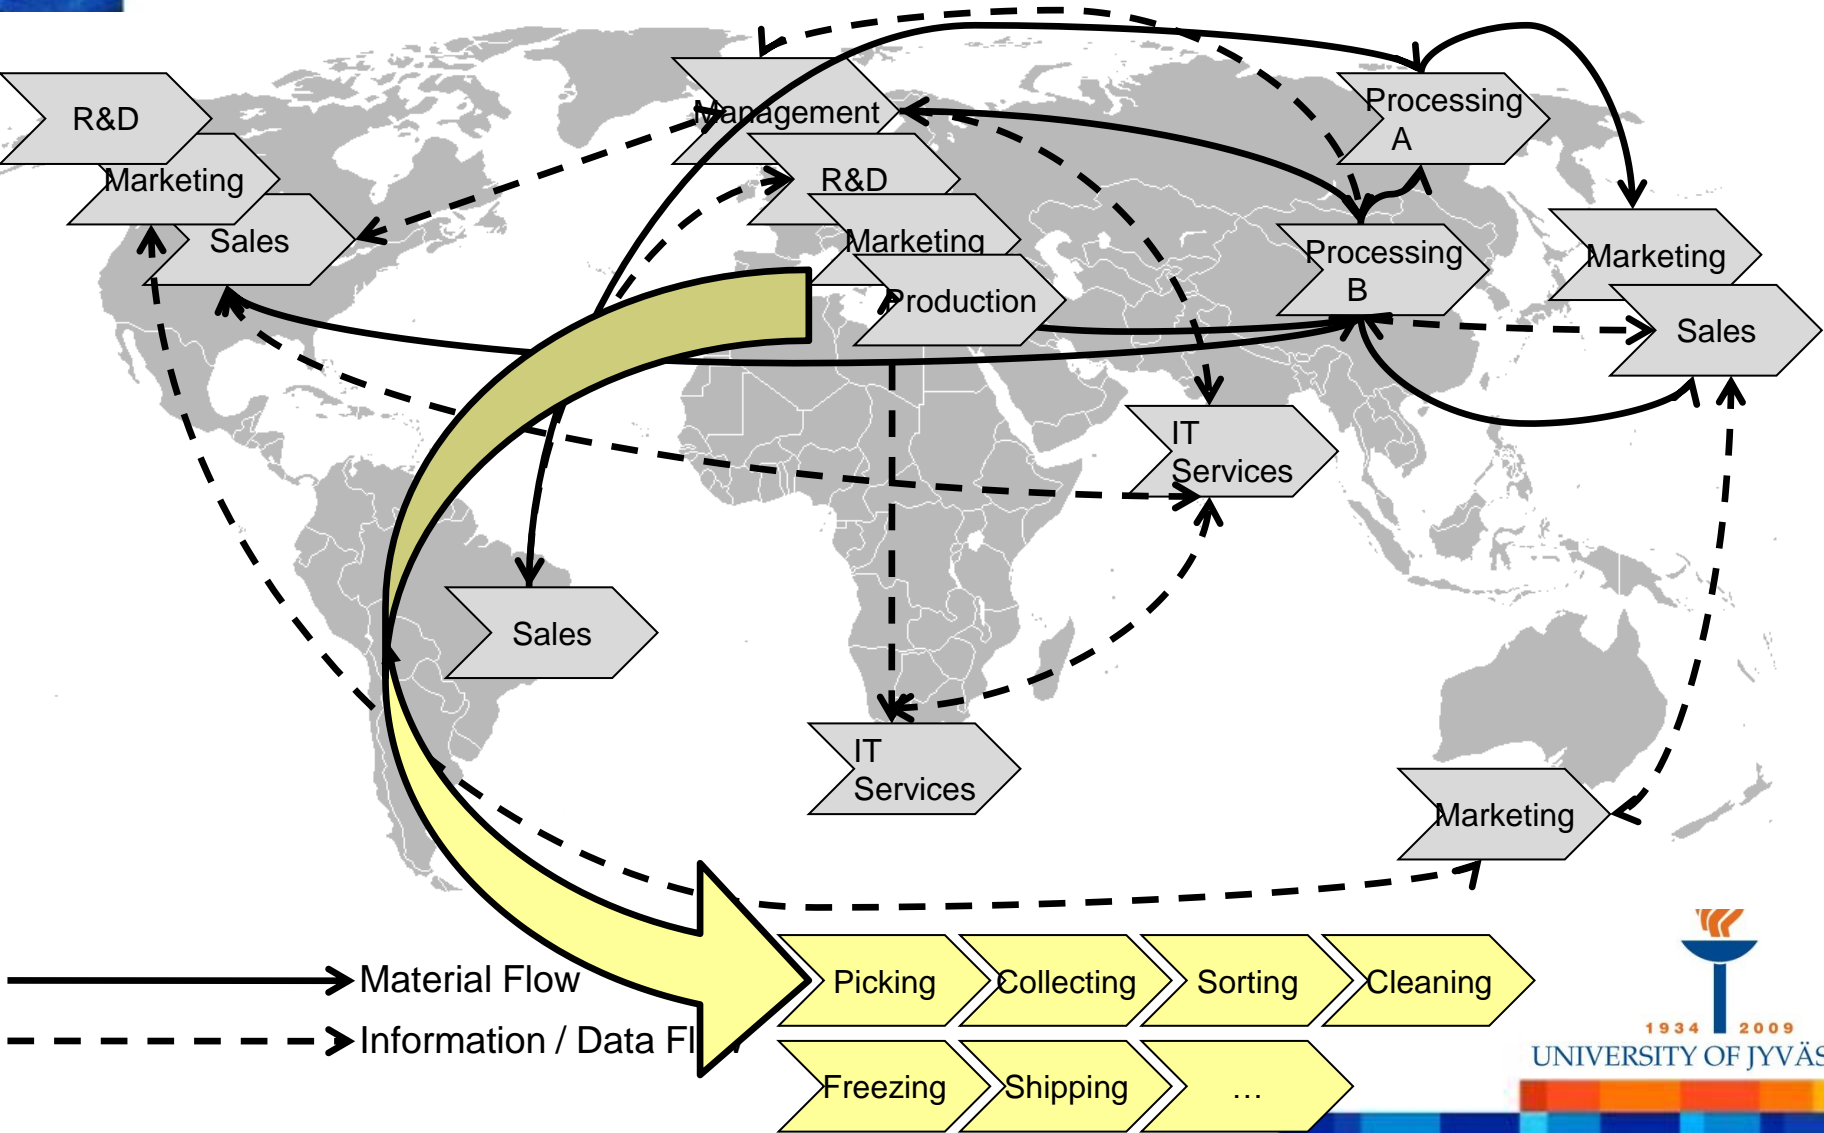 R&D
Marketing
Sales
Management
R&D
Marketing
Production
Processing
A
Processing
B
Marketing
Sales
IT
Services
Sales
IT
Services
Marketing
Material Flow
Information / Data Fl
Picking
Collecting
Sorting
Cleaning
Freezing
Shipping
…
1934 2009
UNIVERSITY OF JYVÄS